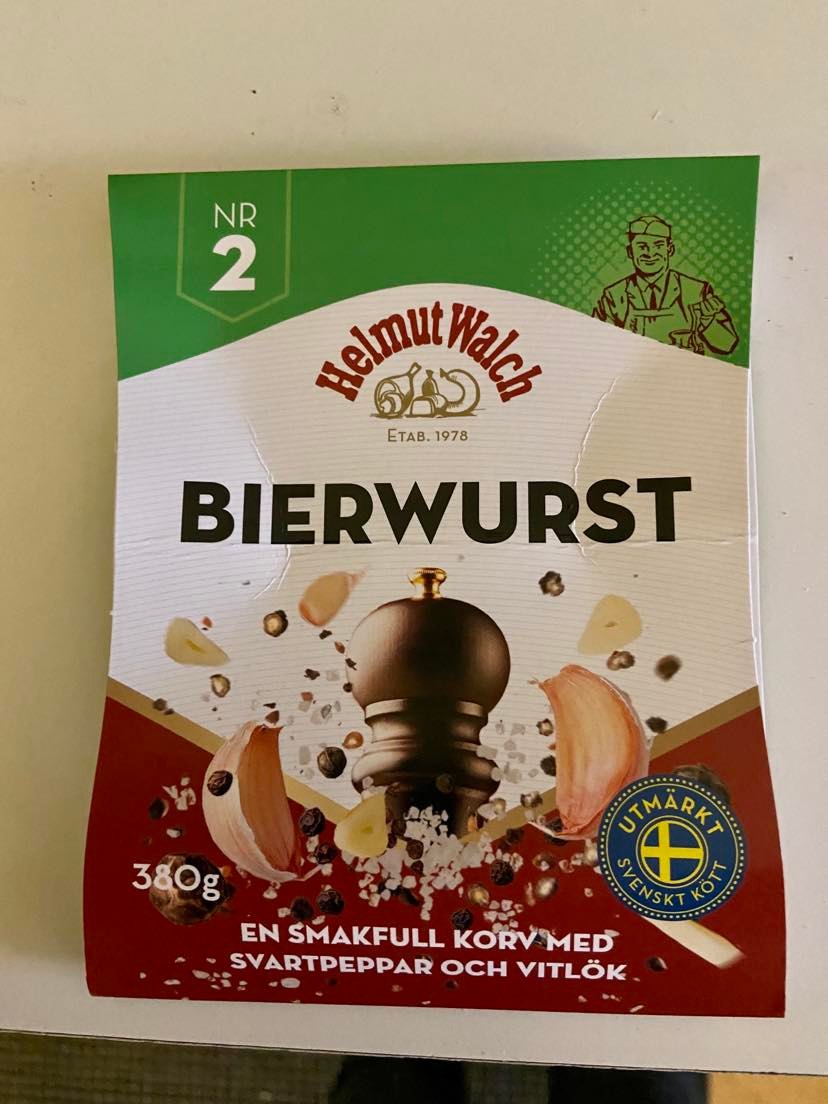 NR
2
Helmut Walch
ETAB. 1978
BIERWURST
UTMÄRKT
SVENSKT KÖTT
380g
EN SMAKFULL KORV MED
SVARTPEPPAR OCH VITLÖK